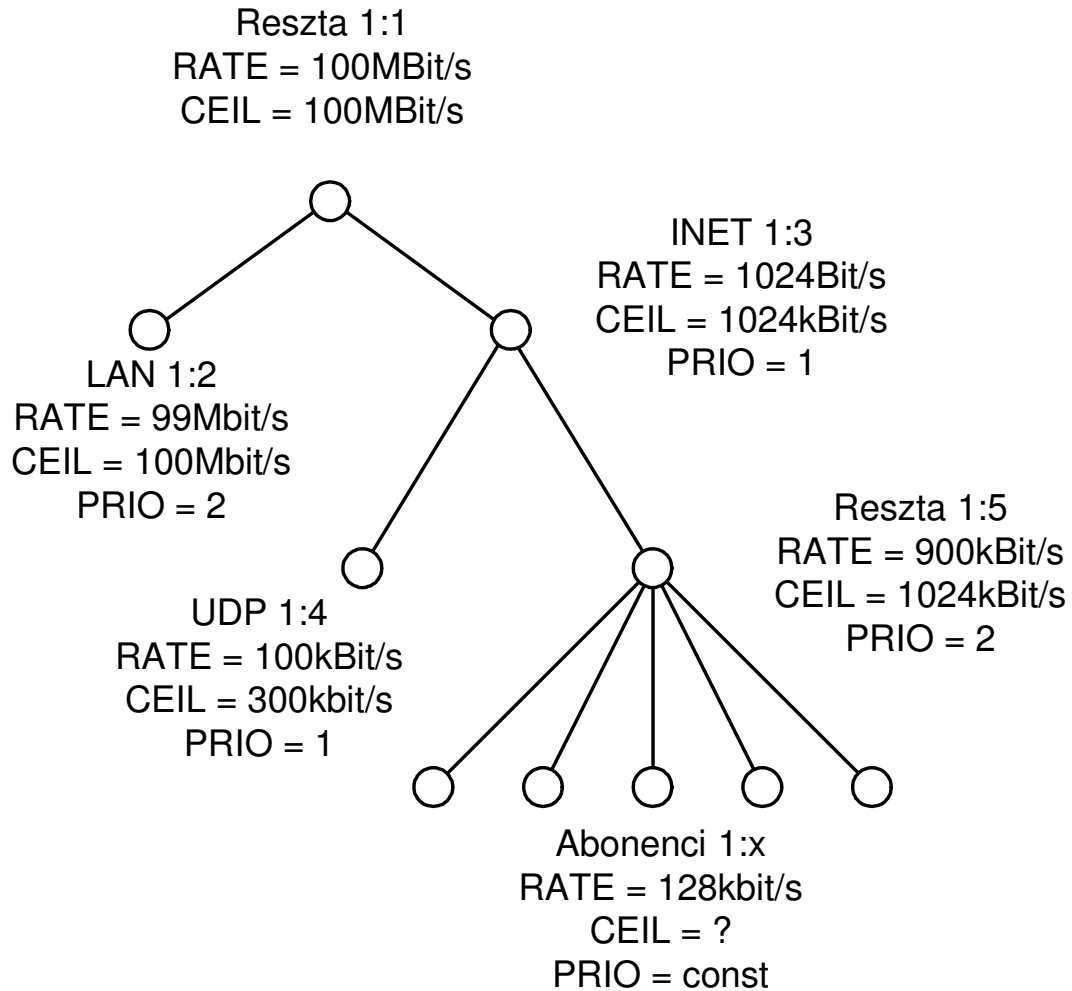 Reszta 1:1
RATE = 100MBit/s
CEIL = 100MBit/s
INET 1:3
RATE = 1024Bit/s
CEIL = 1024kBit/s
PRIO = 1
LAN 1:2
RATE = 99Mbit/s
CEIL = 100Mbit/s
PRIO = 2
Reszta 1:5
RATE = 900kBit/s
CEIL = 1024kBit/s
PRIO = 2
UDP 1:4
RATE = 100kBit/s
CEIL = 300kbit/s
PRIO = 1
Abonenci 1:x
RATE = 128kbit/s
CEIL = ?
PRIO = const